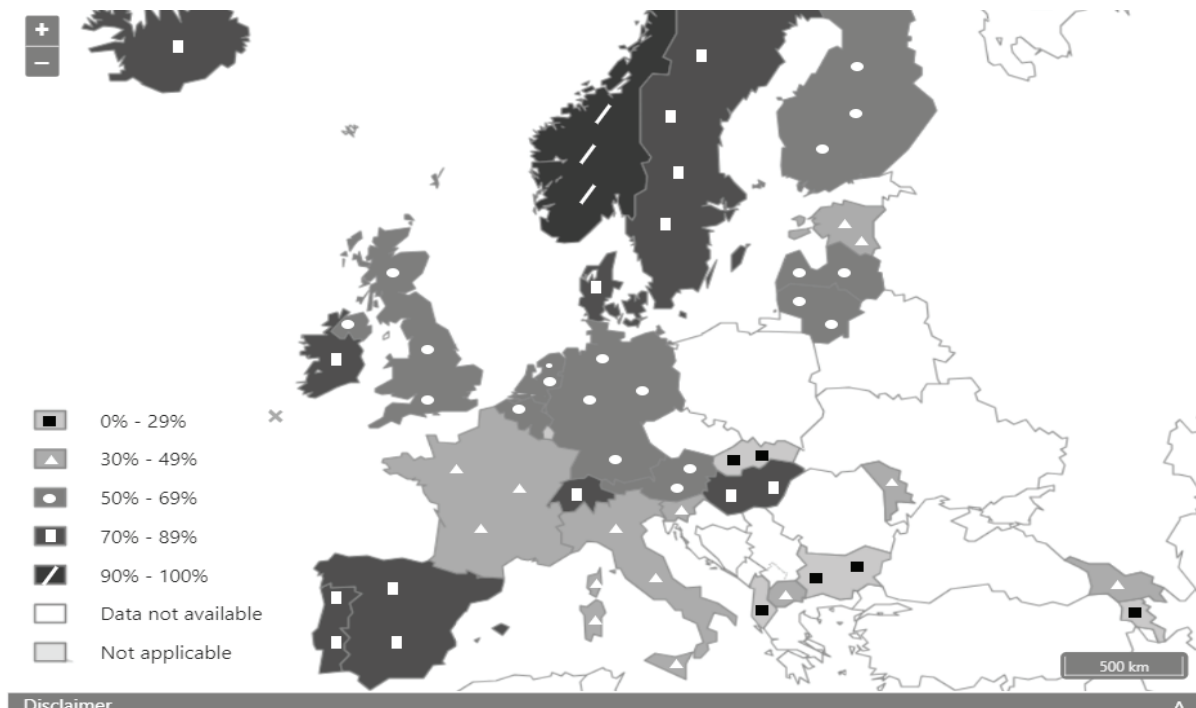 +
−
0% - 29%
30% - 49%
50% - 69%
70% - 89%
90% - 100%
Data not available
Not applicable
500 km
Disclaimer